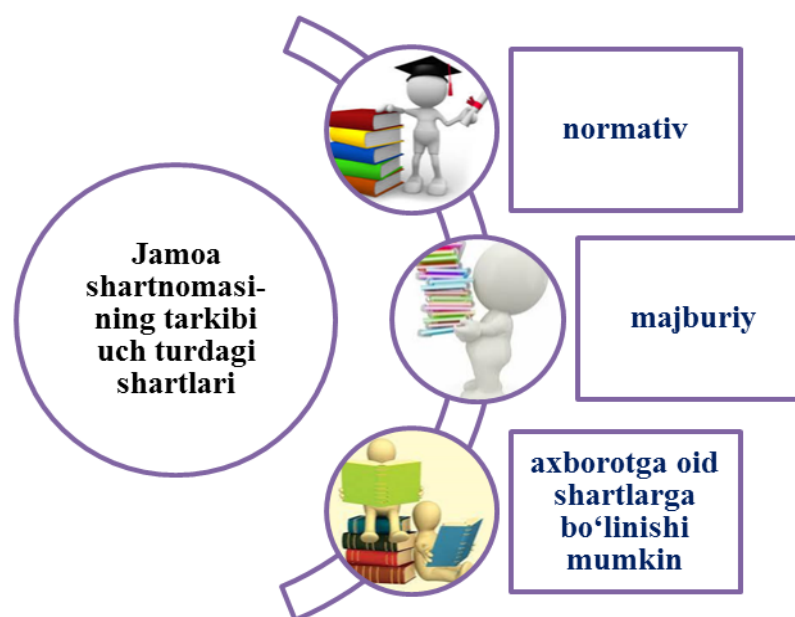 Jamoa
shartnomasi-
ning tarkibi
uch turdagi
shartlari
normativ
majburiy
axborotga oid
shartlarga
bo‘linishi
mumkin